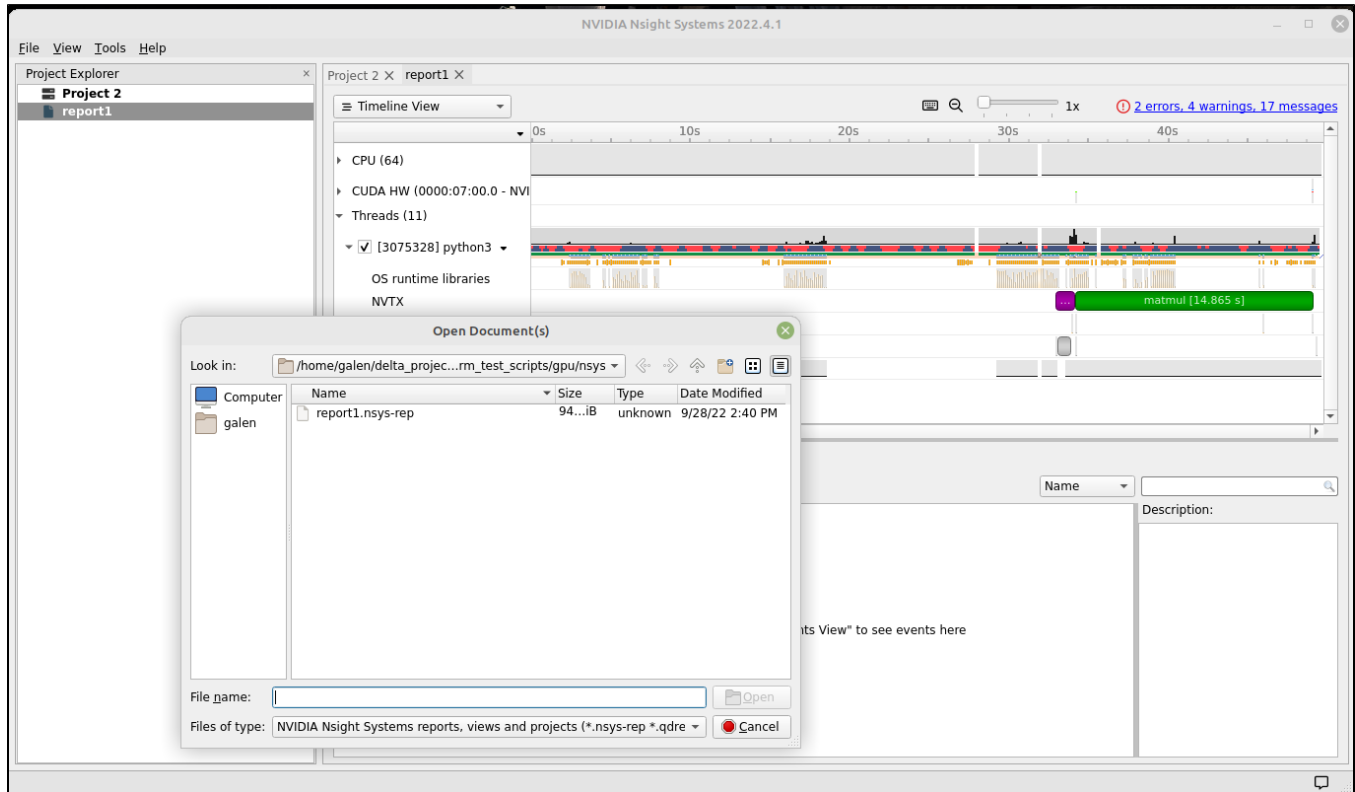 NVIDIA Nsight Systems 2022.4.1
File View Tools Help
Project Explorer
Project 2
report1
Project 2
report1
Timeline View
1x
2 errors, 4 warnings, 17 messages
0s 10s 20s 30s 40s
CPU (64)
CUDA HW (0000:07:00.0 - NVI
Threads (11)
[3075328] python3
OS runtime libraries
NVTX
...
matmul [14.865 s]
Open Document(s)
Look in:
/home/galen/delta_projec...rm_test_scripts/gpu/nsys
Computer
galen
Name Size Type Date Modified
report1.nsys-rep 94...iB unknown 9/28/22 2:40 PM
File name:
Open
Files of type:
NVIDIA Nsight Systems reports, views and projects (*.nsys-rep *.qdre
Cancel
Name
Description:
nts View" to see events here